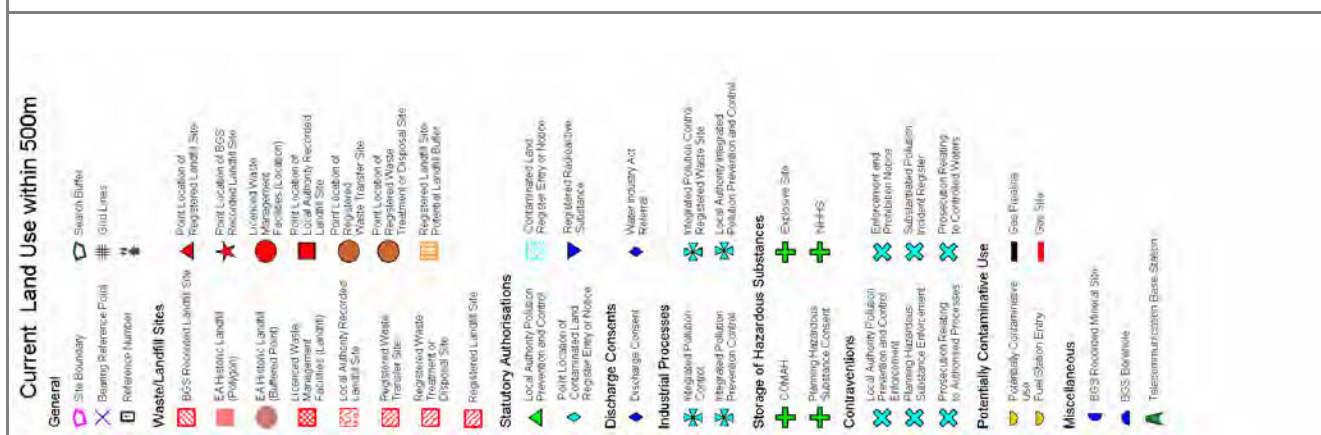 Current Land Use within 500m
General
Site Boundary
Search Buffer
Bearing Reference Point
Grid Lines
Reference Number
N
Waste/Landfill Sites
BGS Recorded Landfill Site
Point Location of
Registered Landfill Site
EA Historic Landfill
(Polygon)
Point Location of BGS
Recorded Landfill Site
EA Historic Landfill
(Buffered Point)
Licenced Waste
Management
Facilities (Location)
Licenced Waste
Management
Facilities (Landfill)
Point Location of
Local Authority Recorded
Landfill Site
Local Authority Recorded
Landfill Site
Point Location of
Registered
Waste Transfer Site
Registered Waste
Transfer Site
Point Location of
Registered Waste
Treatment or Disposal Site
Registered Waste
Treatment or
Disposal Site
Registered Landfill Site
Potential Landfill Buffer
Registered Landfill Site
Statutory Authorisations
Local Authority Pollution
Prevention and Control
Contaminated Land
Register Entry or Notice
Point Location of
Contaminated Land
Register Entry or Notice
Registered Radioactive
Substance
Discharge Consents
Discharge Consent
Water Industry Act
Referral
Industrial Processes
Integrated Pollution
Control
Integrated Pollution Control
Registered Waste Site
Integrated Pollution
Prevention Control
Local Authority Integrated
Pollution Prevention and Control
Storage of Hazardous Substances
COMAH
Explosive Site
Planning Hazardous
Substance Consent
NIHHS
Contraventions
Local Authority Pollution
Prevention and Control
Enforcement
Enforcement and
Prohibition Notice
Planning Hazardous
Substance Enforcement
Substantiated Pollution
Incident Register
Prosecution Relating
to Authorised Processes
Prosecution Relating
to Controlled Waters
Potentially Contaminative Use
Potentially Contaminative
use
Gas Pipeline
Fuel Station Entry
Gas Site
Miscellaneous
BGS Recorded Mineral Site
BGS Borehole
Telecommunication Base Station